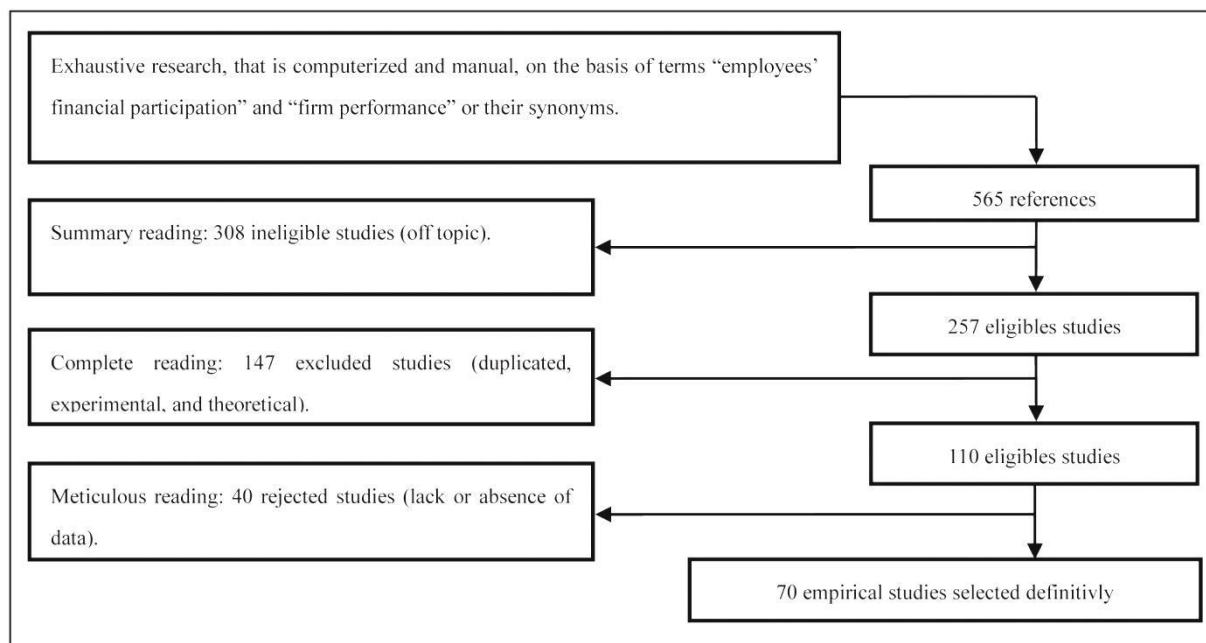 Exhaustive research, that is computerized and manual, on the basis of terms “employees’
financial participation” and “firm performance” or their synonyms.
565 references
Summary reading: 308 ineligible studies (off topic).
257 eligibles studies
Complete reading: 147 excluded studies (duplicated,
experimental, and theoretical).
110 eligibles studies
Meticulous reading: 40 rejected studies (lack or absence of
data).
70 empirical studies selected definitivly